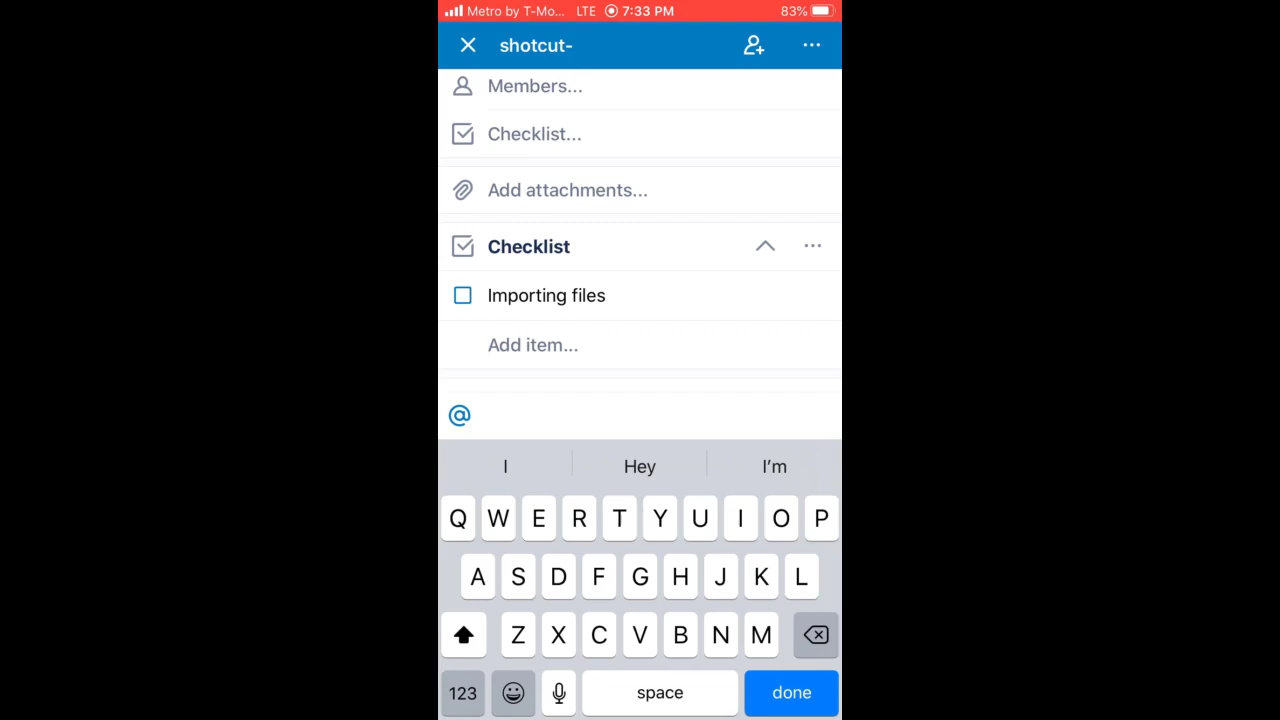 Metro by T-Mo... LTE 7:33 PM 83%
shotcut-
Members...
Checklist...
Add attachments...
Checklist
Importing files
Add item...
@
I Hey I'm
Q W E R T Y U I O P
A S D F G H J K L
Z X C V B N M
123 space done